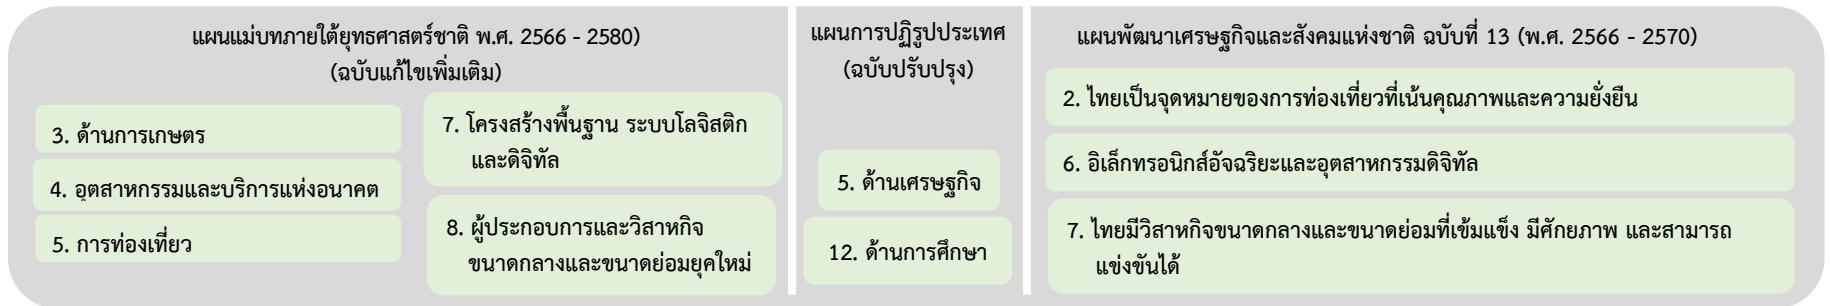 แผนแม่บทภายใต้ยุทธศาสตร์ชาติ พ.ศ. 2566 - 2580)
(ฉบับแก้ไขเพิ่มเติม)
3. ด้านการเกษตร
4. อุตสาหกรรมและบริการแห่งอนาคต
5. การท่องเที่ยว
7. โครงสร้างพื้นฐาน ระบบโลจิสติก
และดิจิทัล
8. ผู้ประกอบการและวิสาหกิจ
ขนาดกลางและขนาดย่อมยุคใหม่
แผนการปฏิรูปประเทศ
(ฉบับปรับปรุง)
5. ด้านเศรษฐกิจ
12. ด้านการศึกษา
แผนพัฒนาเศรษฐกิจและสังคมแห่งชาติ ฉบับที่ 13 (พ.ศ. 2566 - 2570)
2. ไทยเป็นจุดหมายของการท่องเที่ยวที่เน้นคุณภาพและความยั่งยืน
6. อิเล็กทรอนิกส์อัจฉริยะและอุตสาหกรรมดิจิทัล
7. ไทยมีวิสาหกิจขนาดกลางและขนาดย่อมที่เข้มแข็ง มีศักยภาพ และสามารถ
แข่งขันได้